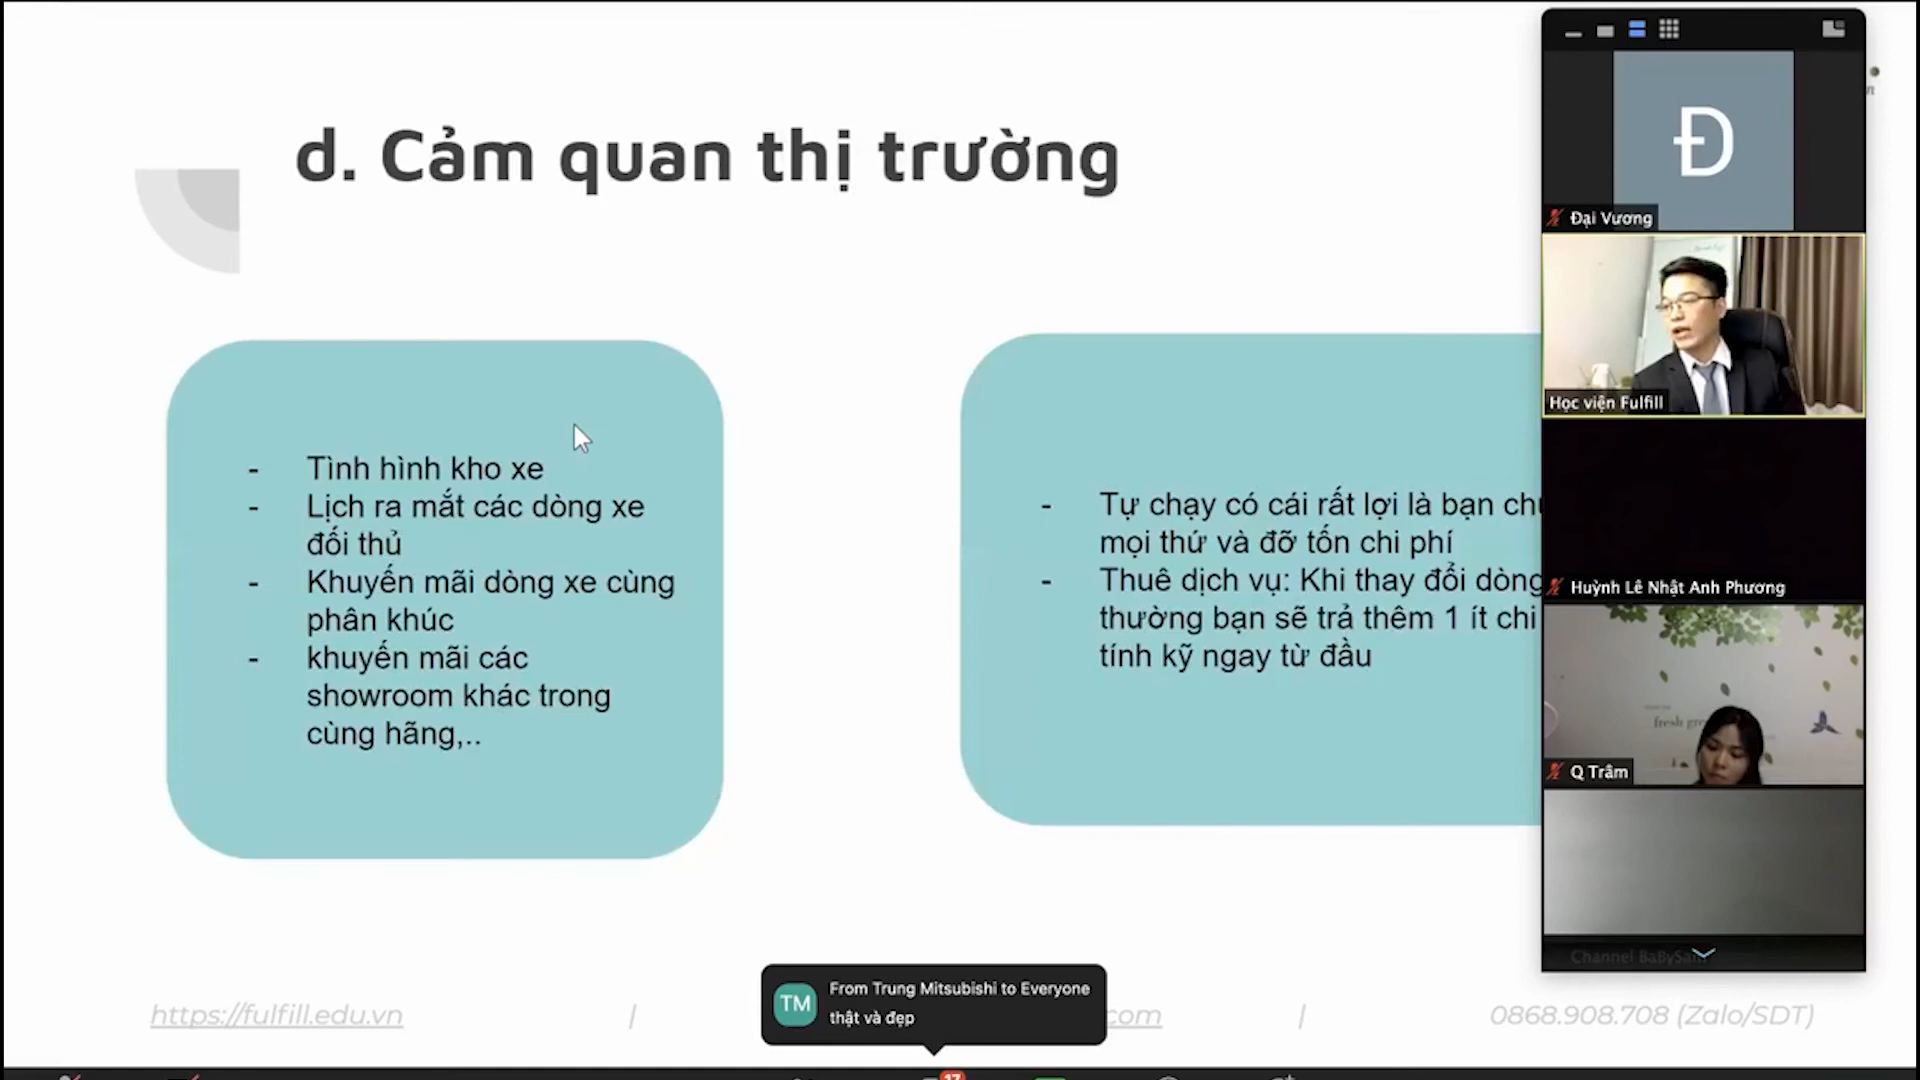 d. Cảm quan thị trường
- Tình hình kho xe
- Lịch ra mắt các dòng xe
đối thủ
- Khuyến mãi dòng xe cùng
phân khúc
- khuyến mãi các
showroom khác trong
cùng hãng,..
- Tự chạy có cái rất lợi là bạn
mọi thứ và đỡ tốn chi phí
- Thuê dịch vụ: Khi thay đổi dòng
thường bạn sẽ trả thêm 1 ít chi
tính kỹ ngay từ đầu
Đ
Đại Vương
Học viện Fulfill
Huỳnh Lê Nhật Anh Phương
fresh
Q Trâm
Channel BaBySam
TM
From Trung Mitsubishi to Everyone
thật và đẹp
https://fulfill.edu.vn
|
com
|
0868.908.708 (Zalo/SDT)
17